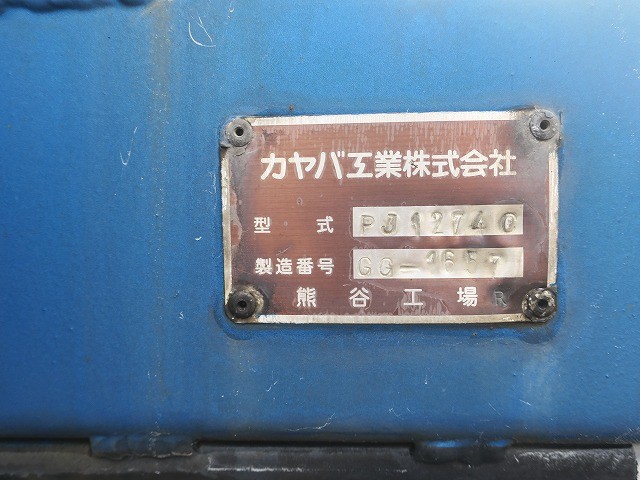 カヤバ工業株式会社
型 式 PJ12740
製造番号 GG-1657
熊谷工場 R